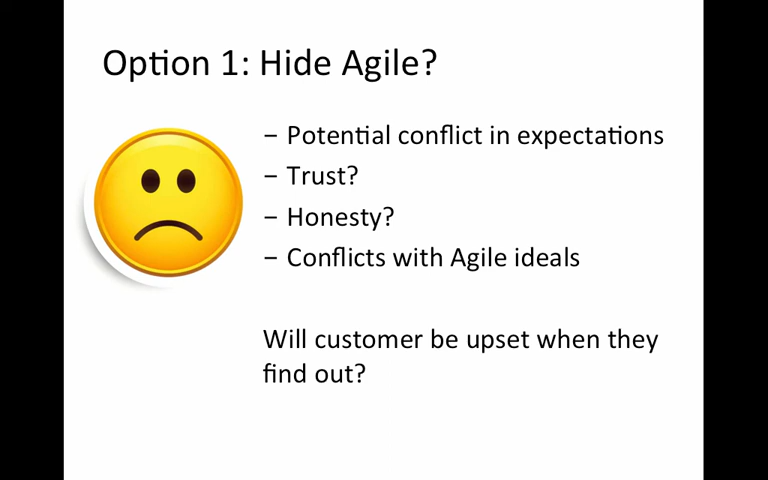 Option 1: Hide Agile?
– Potential conflict in expectations
– Trust?
– Honesty?
– Conflicts with Agile ideals
Will customer be upset when they
find out?